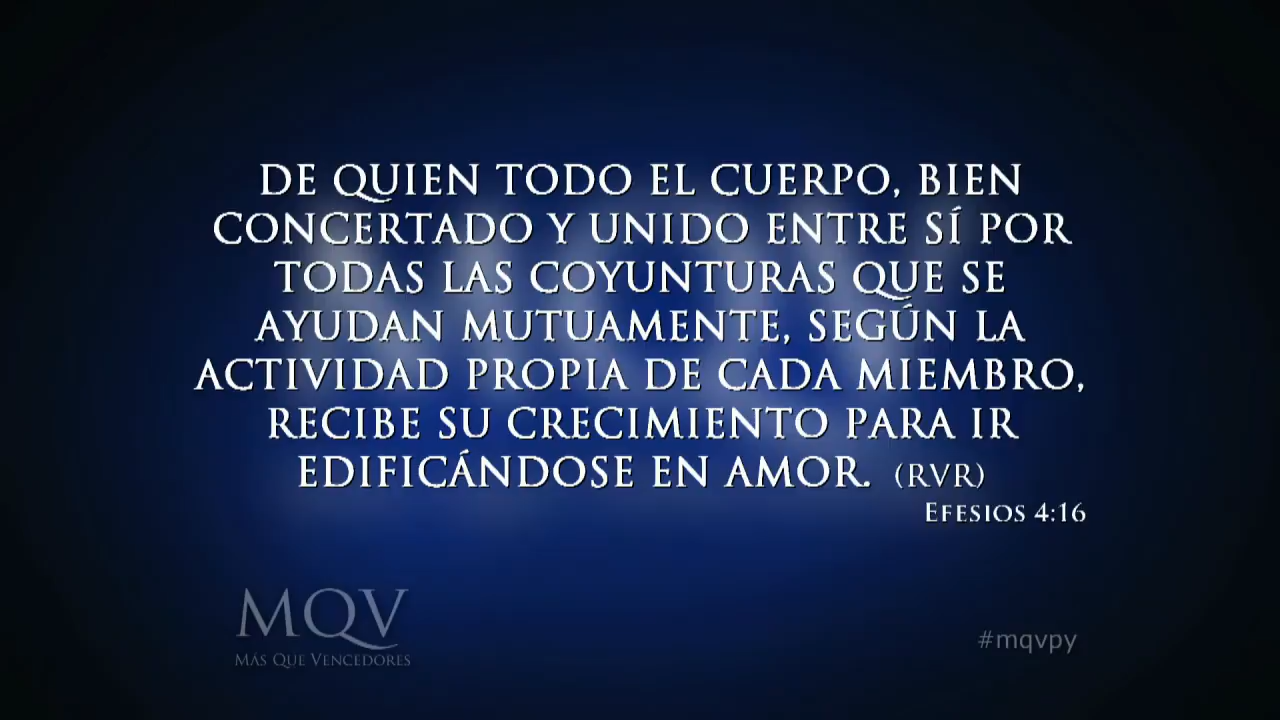 DE QUIEN TODO EL CUERPO, BIEN
CONCERTADO Y UNIDO ENTRE SÍ POR
TODAS LAS COYUNTURAS QUE SE
AYUDAN MUTUAMENTE, SEGÚN LA
ACTIVIDAD PROPIA DE CADA MIEMBRO,
RECIBE SU CRECIMIENTO PARA IR
EDIFICÁNDOSE EN AMOR. (RVR)
EFESIOS 4:16
MQV
MÁS QUE VENCEDORES
#mqvpy